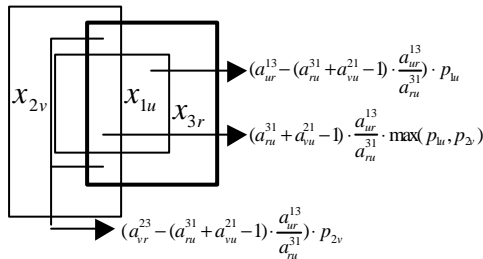 x_{2v}
x_{1u}
x_{3r}
(a_{ur}^{13} − (a_{ru}^{31} + a_{vu}^{21} − 1) · \frac{a_{ur}^{13}}{a_{ru}^{31}}) · p_{1u}
(a_{ru}^{31} + a_{vu}^{21} − 1) · \frac{a_{ur}^{13}}{a_{ru}^{31}} · max(p_{1u}, p_{2v})
(a_{vr}^{23} − (a_{ru}^{31} + a_{vu}^{21} − 1) · \frac{a_{ur}^{13}}{a_{ru}^{31}}) · p_{2v}